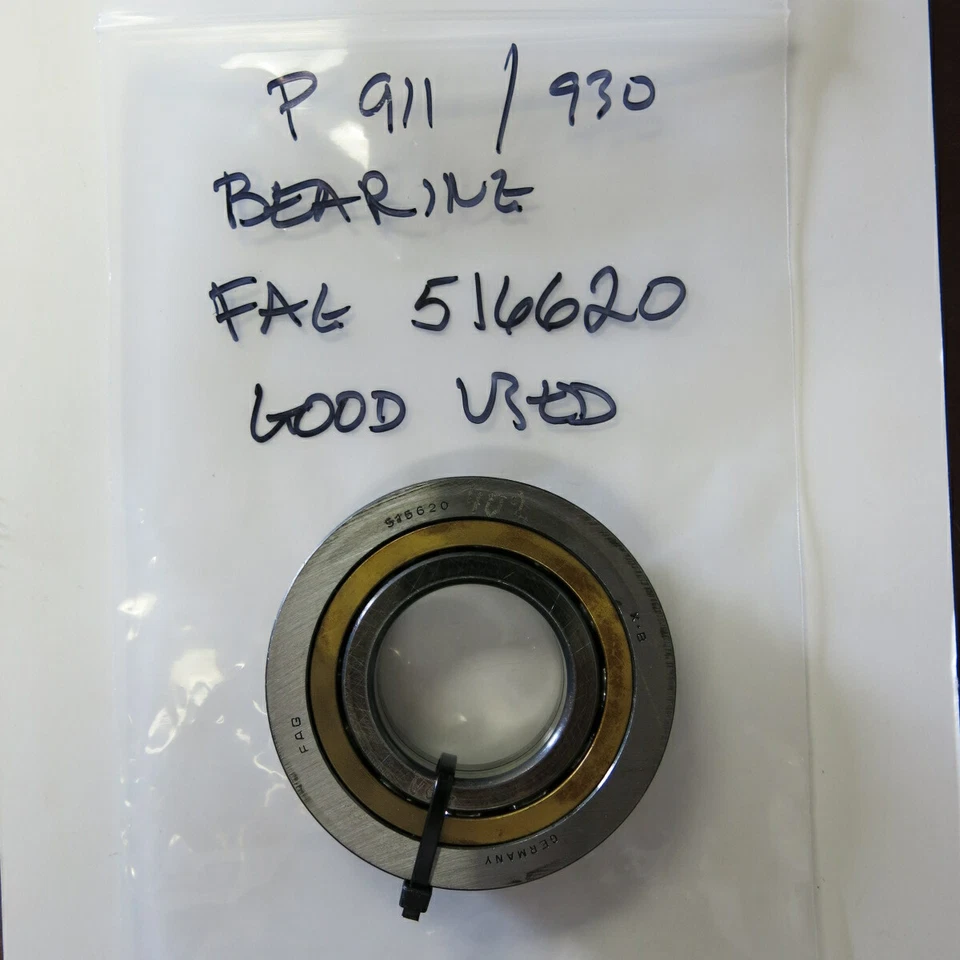 P 911 / 930
BEARING
FAG 516620
GOOD USED
516620
K·B
FAG
GERMANY